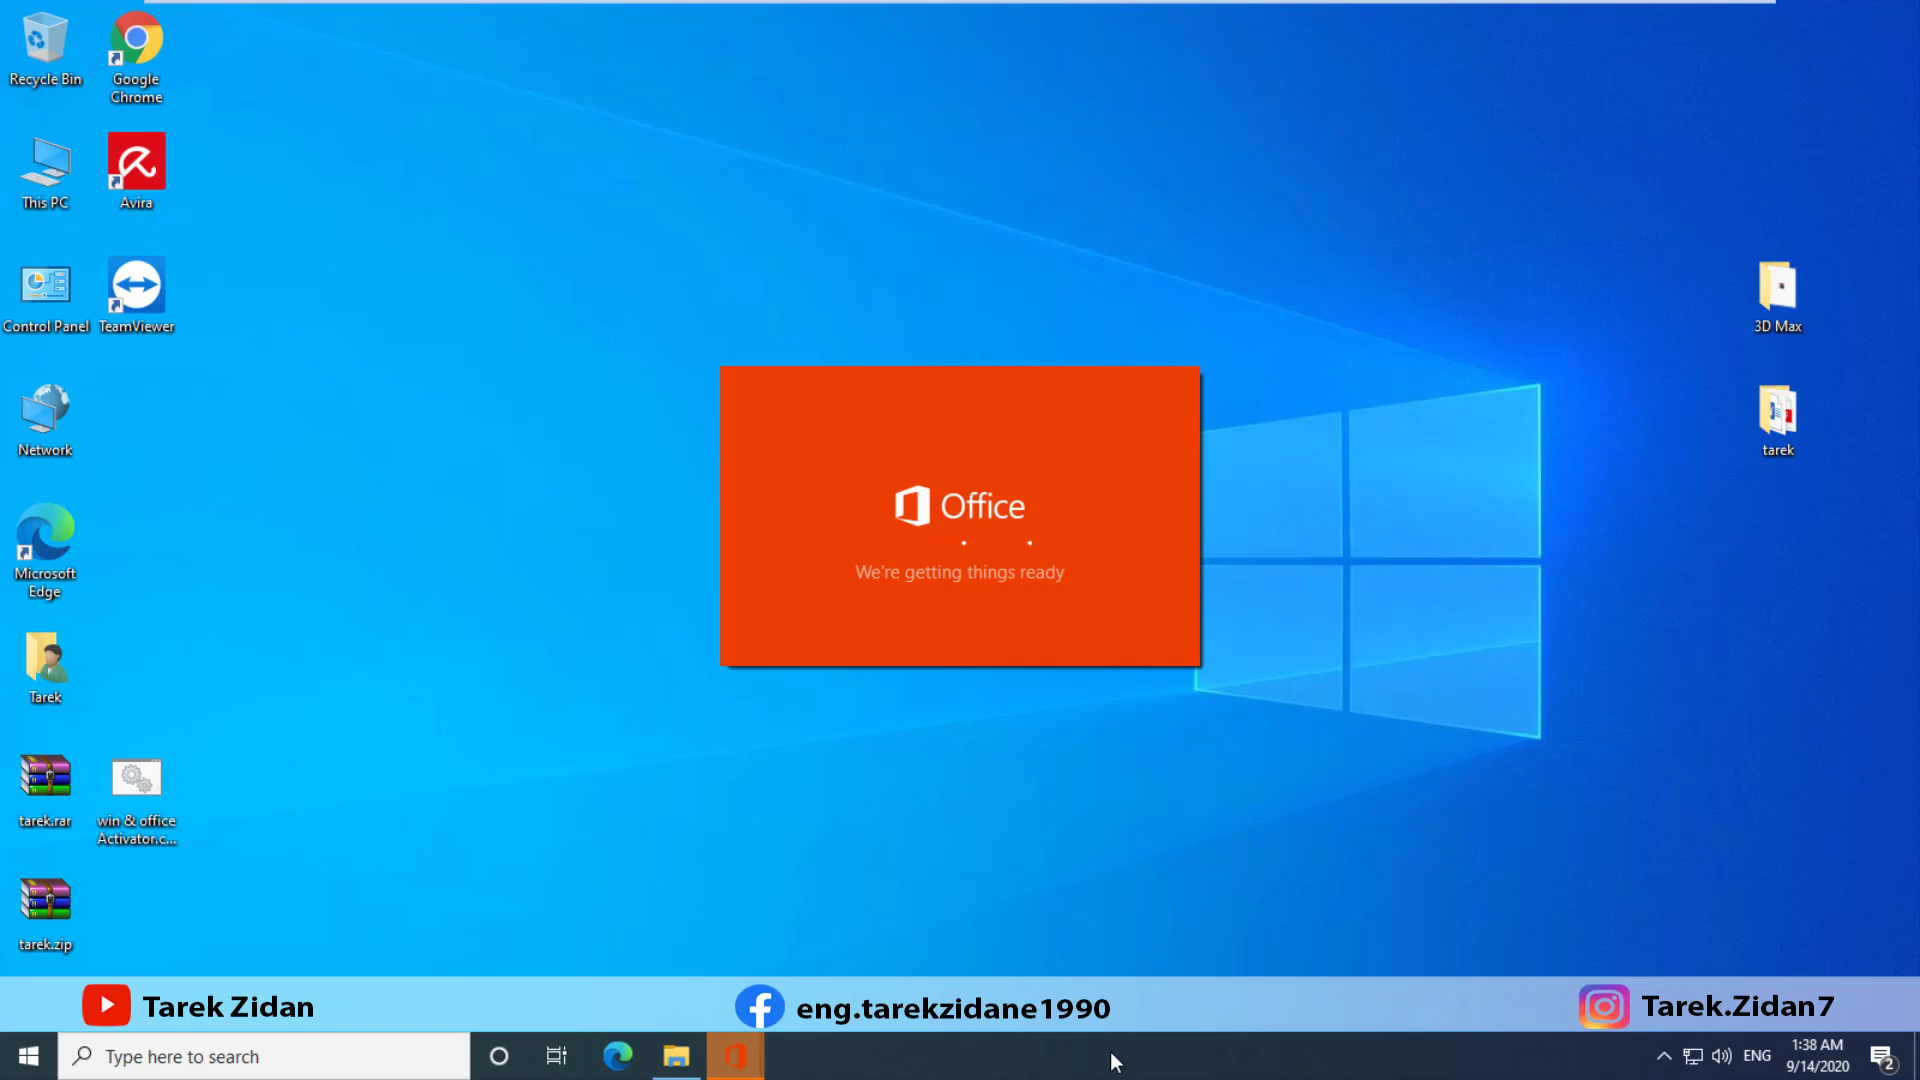 Recycle Bin
Google
Chrome
This PC
Avira
Control Panel
TeamViewer
3D Max
Network
tarek
Office
We're getting things ready
Microsoft
Edge
Tarek
tarek.rar
win & office
Activator.c...
tarek.zip
Tarek Zidan
eng.tarekzidane1990
Tarek.Zidan7
Type here to search
ENG
1:38 AM
9/14/2020
2